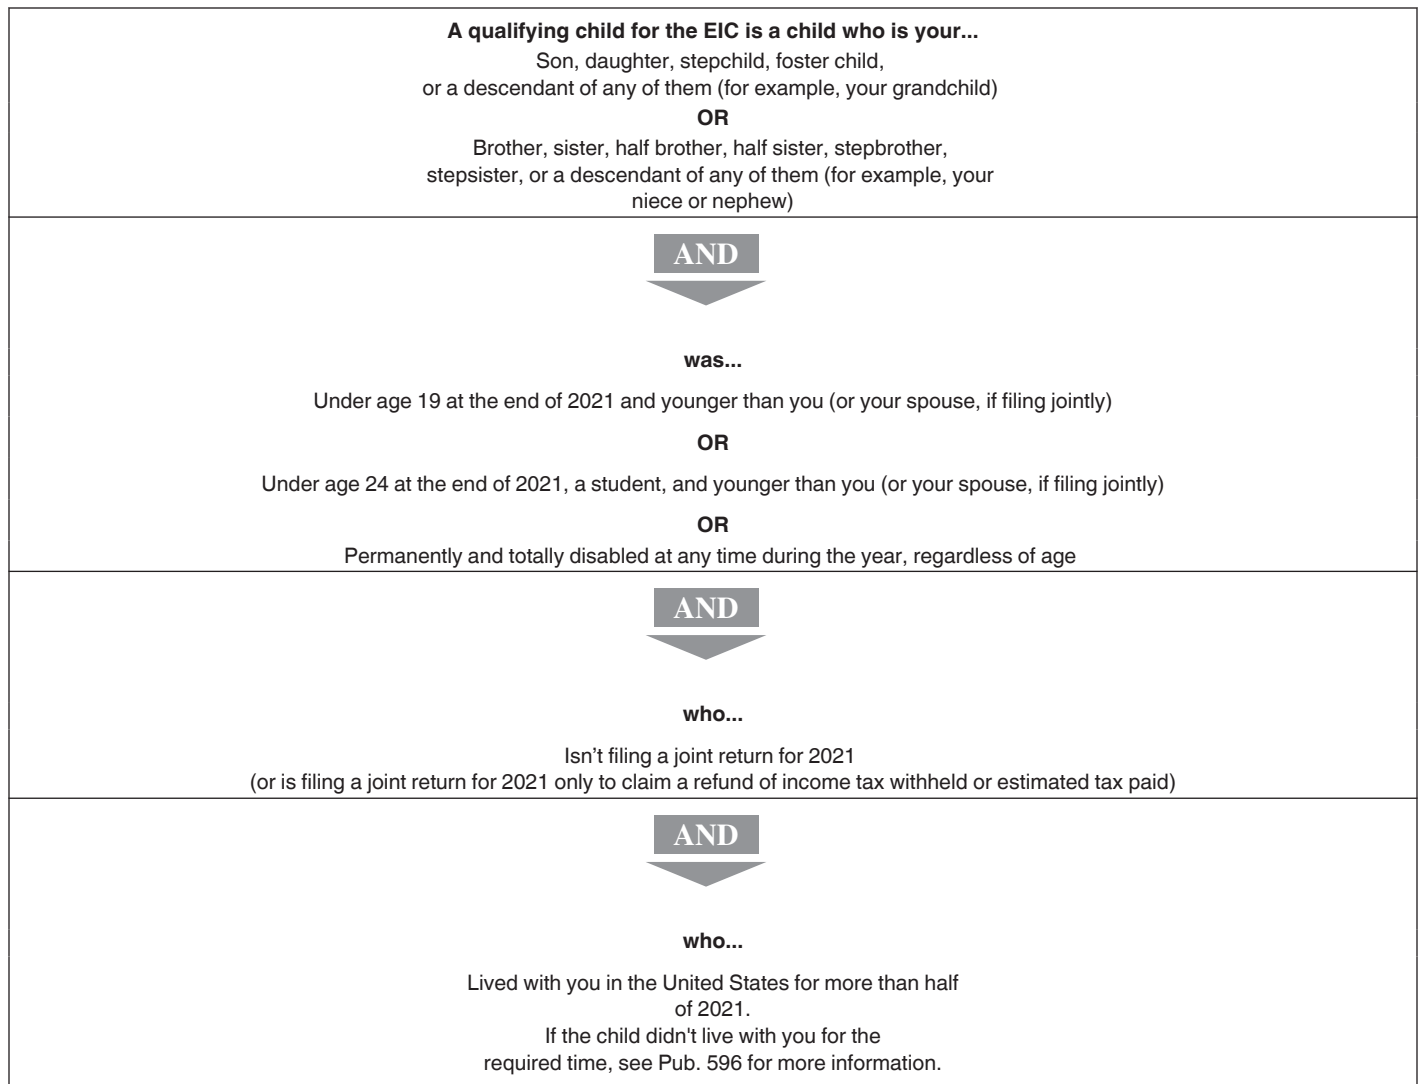 A qualifying child for the EIC is a child who is your...
Son, daughter, stepchild, foster child,
or a descendant of any of them (for example, your grandchild)
OR
Brother, sister, half brother, half sister, stepbrother,
stepsister, or a descendant of any of them (for example, your
niece or nephew)
AND
was...
Under age 19 at the end of 2021 and younger than you (or your spouse, if filing jointly)
OR
Under age 24 at the end of 2021, a student, and younger than you (or your spouse, if filing jointly)
OR
Permanently and totally disabled at any time during the year, regardless of age
AND
who...
Isn’t filing a joint return for 2021
(or is filing a joint return for 2021 only to claim a refund of income tax withheld or estimated tax paid)
AND
who...
Lived with you in the United States for more than half
of 2021.
If the child didn't live with you for the
required time, see Pub. 596 for more information.